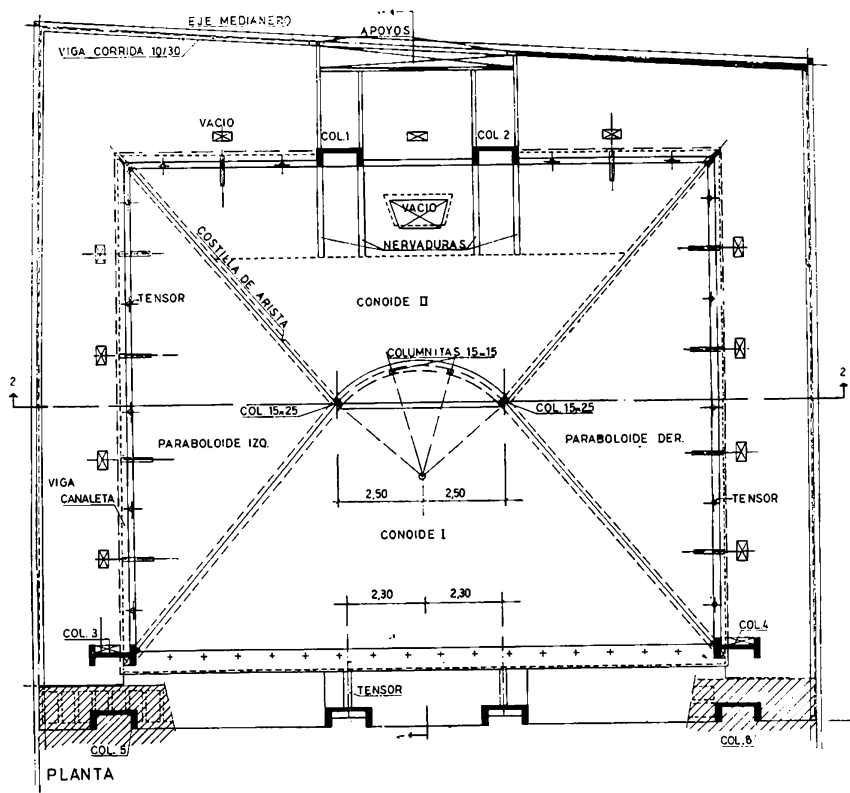 EJE MEDIANERO
APOYOS
VIGA CORRIDA 10/30
VACIO
COL.1
COL. 2
VACIO
NERVADURAS
COSTILLA DE ARISTA
TENSOR
CONOIDE II
COLUMNITAS 15=15
2
2
COL. 15=25
COL. 15=25
PARABOLOIDE IZQ.
PARABOLOIDE DER.
VIGA
CANALETA
2,50
2,50
TENSOR
CONOIDE I
2,30
2,30
COL. 3
COL.4
TENSOR
COL. 5
COL.8
PLANTA